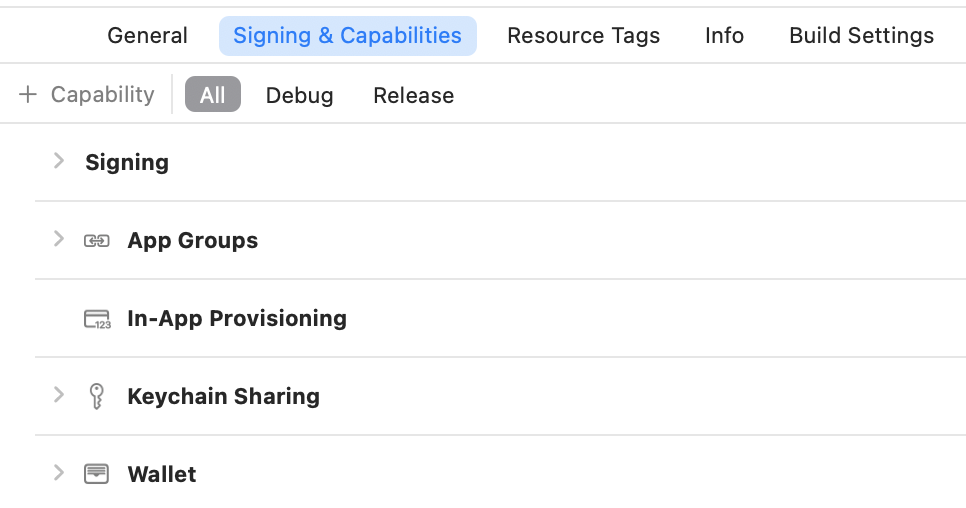 General Signing & Capabilities Resource Tags Info Build Settings
+ Capability All Debug Release
Signing
App Groups
123 In-App Provisioning
Keychain Sharing
Wallet